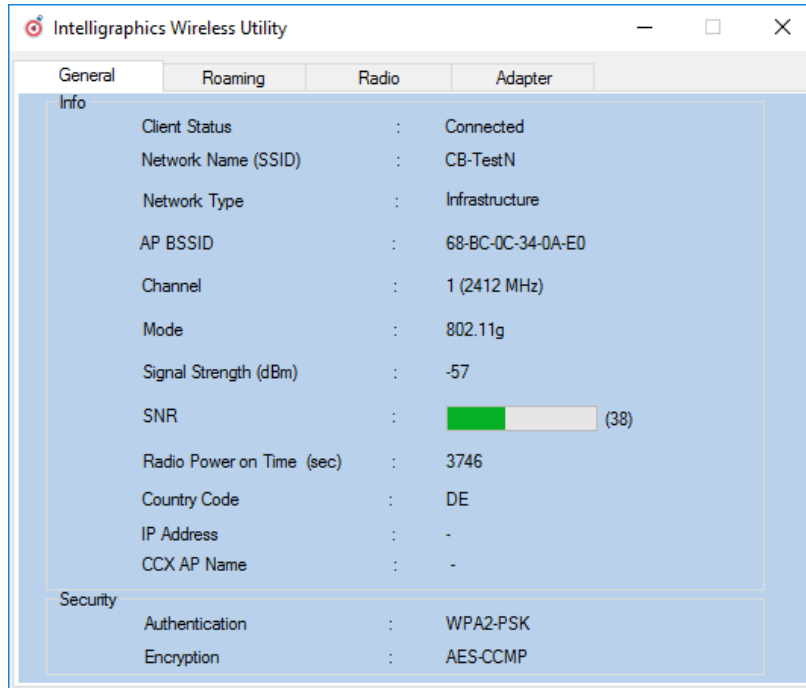 Intelligraphics Wireless Utility
General Roaming Radio Adapter
Info
Client Status : Connected
Network Name (SSID) : CB-TestN
Network Type : Infrastructure
AP BSSID : 68-BC-0C-34-0A-E0
Channel : 1 (2412 MHz)
Mode : 802.11g
Signal Strength (dBm) : -57
SNR : (38)
Radio Power on Time (sec) : 3746
Country Code : DE
IP Address : -
CCX AP Name : -
Security
Authentication : WPA2-PSK
Encryption : AES-CCMP